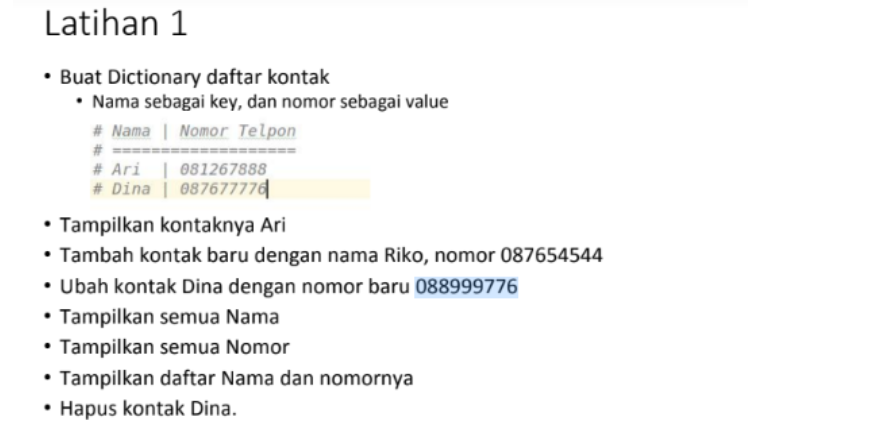 Latihan 1
• Buat Dictionary daftar kontak
• Nama sebagai key, dan nomor sebagai value
# Nama | Nomor Telpon
# ====================
# Ari | 081267888
# Dina | 087677776
• Tampilkan kontaknya Ari
• Tambah kontak baru dengan nama Riko, nomor 087654544
• Ubah kontak Dina dengan nomor baru 088999776
• Tampilkan semua Nama
• Tampilkan semua Nomor
• Tampilkan daftar Nama dan nomornya
• Hapus kontak Dina.